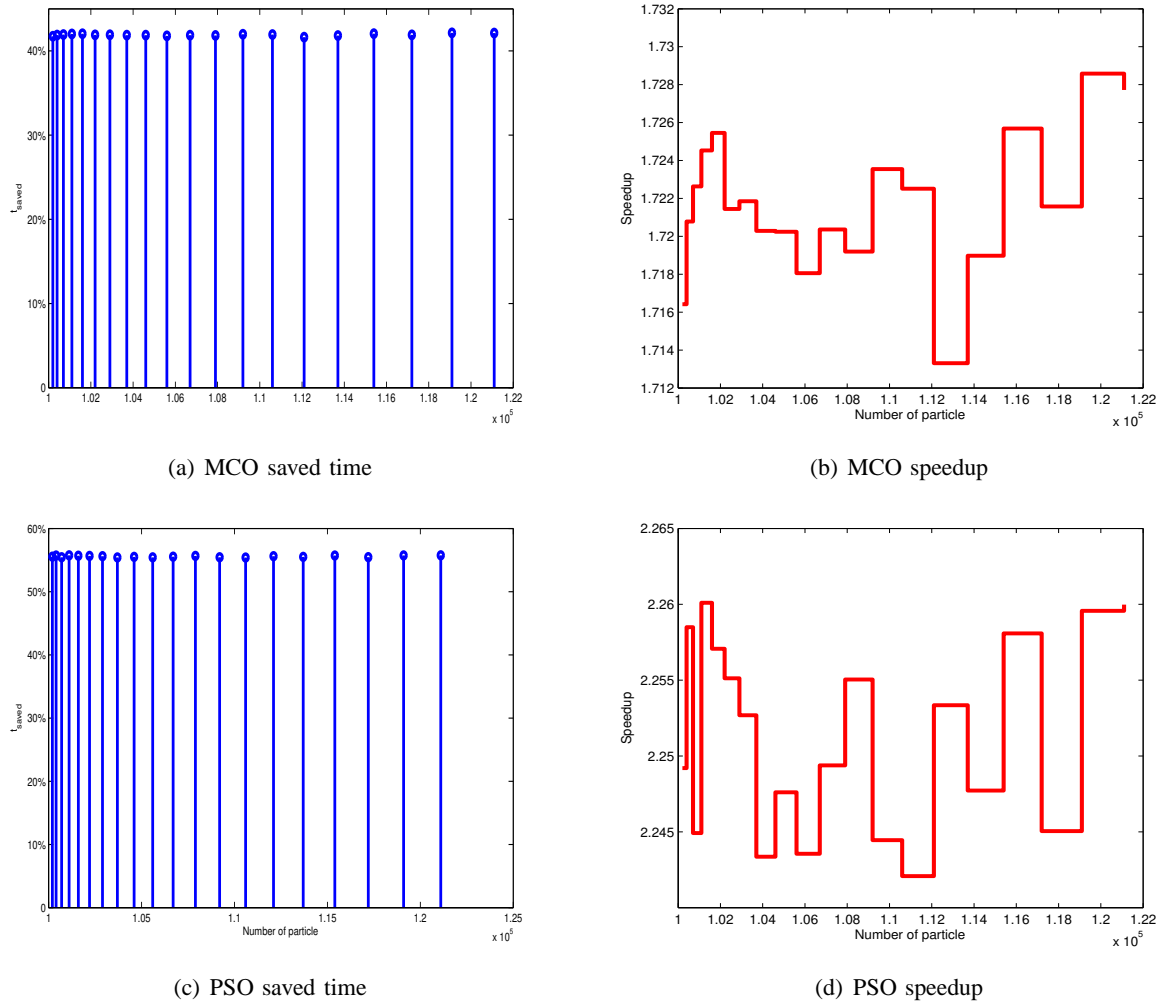 40%
30%
20%
10%
0
t_saved
1 1.02 1.04 1.06 1.08 1.1 1.12 1.14 1.16 1.18 1.2 1.22
x 10^5
(a) MCO saved time
1.732
1.73
1.728
1.726
1.724
1.722
1.72
1.718
1.716
1.714
1.712
Speedup
1 1.02 1.04 1.06 1.08 1.1 1.12 1.14 1.16 1.18 1.2 1.22
Number of particle
x 10^5
(b) MCO speedup
60%
50%
40%
30%
20%
10%
0
t_saved
1 1.05 1.1 1.15 1.2 1.25
Number of particle
x 10^5
(c) PSO saved time
2.265
2.26
2.255
2.25
2.245
Speedup
1 1.02 1.04 1.06 1.08 1.1 1.12 1.14 1.16 1.18 1.2 1.22
Number of particle
x 10^5
(d) PSO speedup